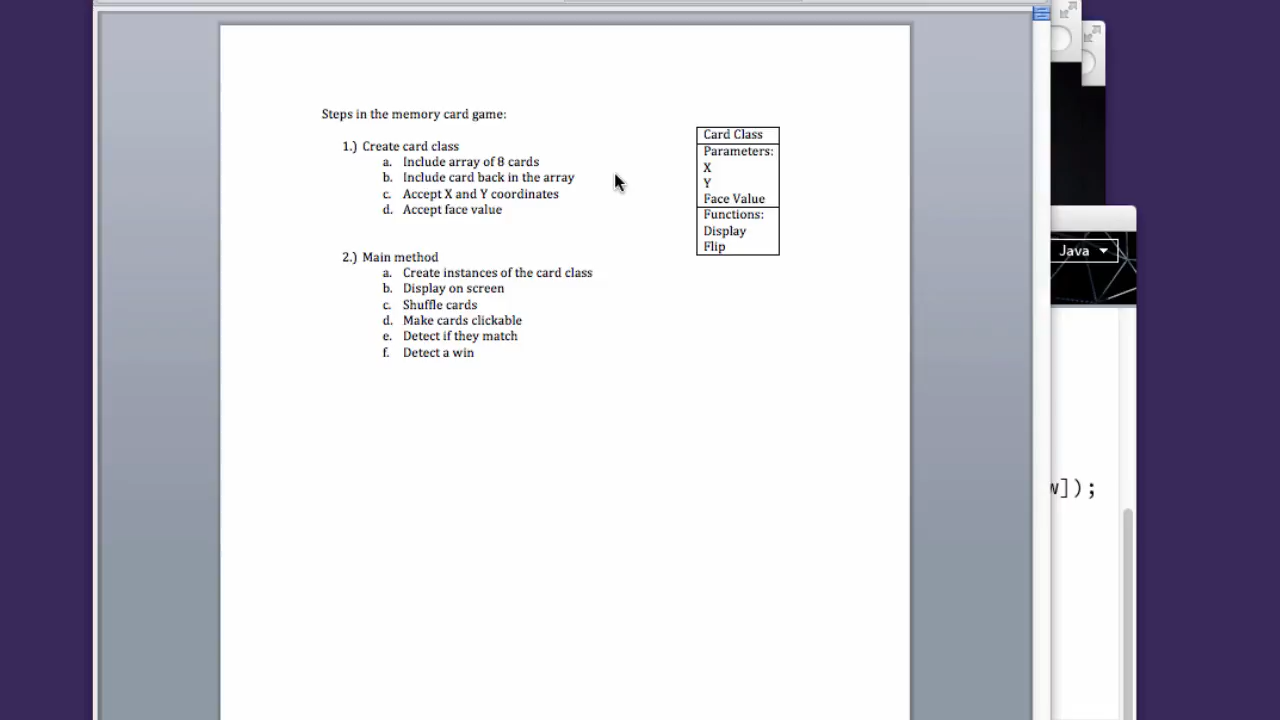 Steps in the memory card game:
1.) Create card class
a. Include array of 8 cards
b. Include card back in the array
c. Accept X and Y coordinates
d. Accept face value
2.) Main method
a. Create instances of the card class
b. Display on screen
c. Shuffle cards
d. Make cards clickable
e. Detect if they match
f. Detect a win
Card Class
Parameters:
X
Y
Face Value
Functions:
Display
Flip
Java
w]);